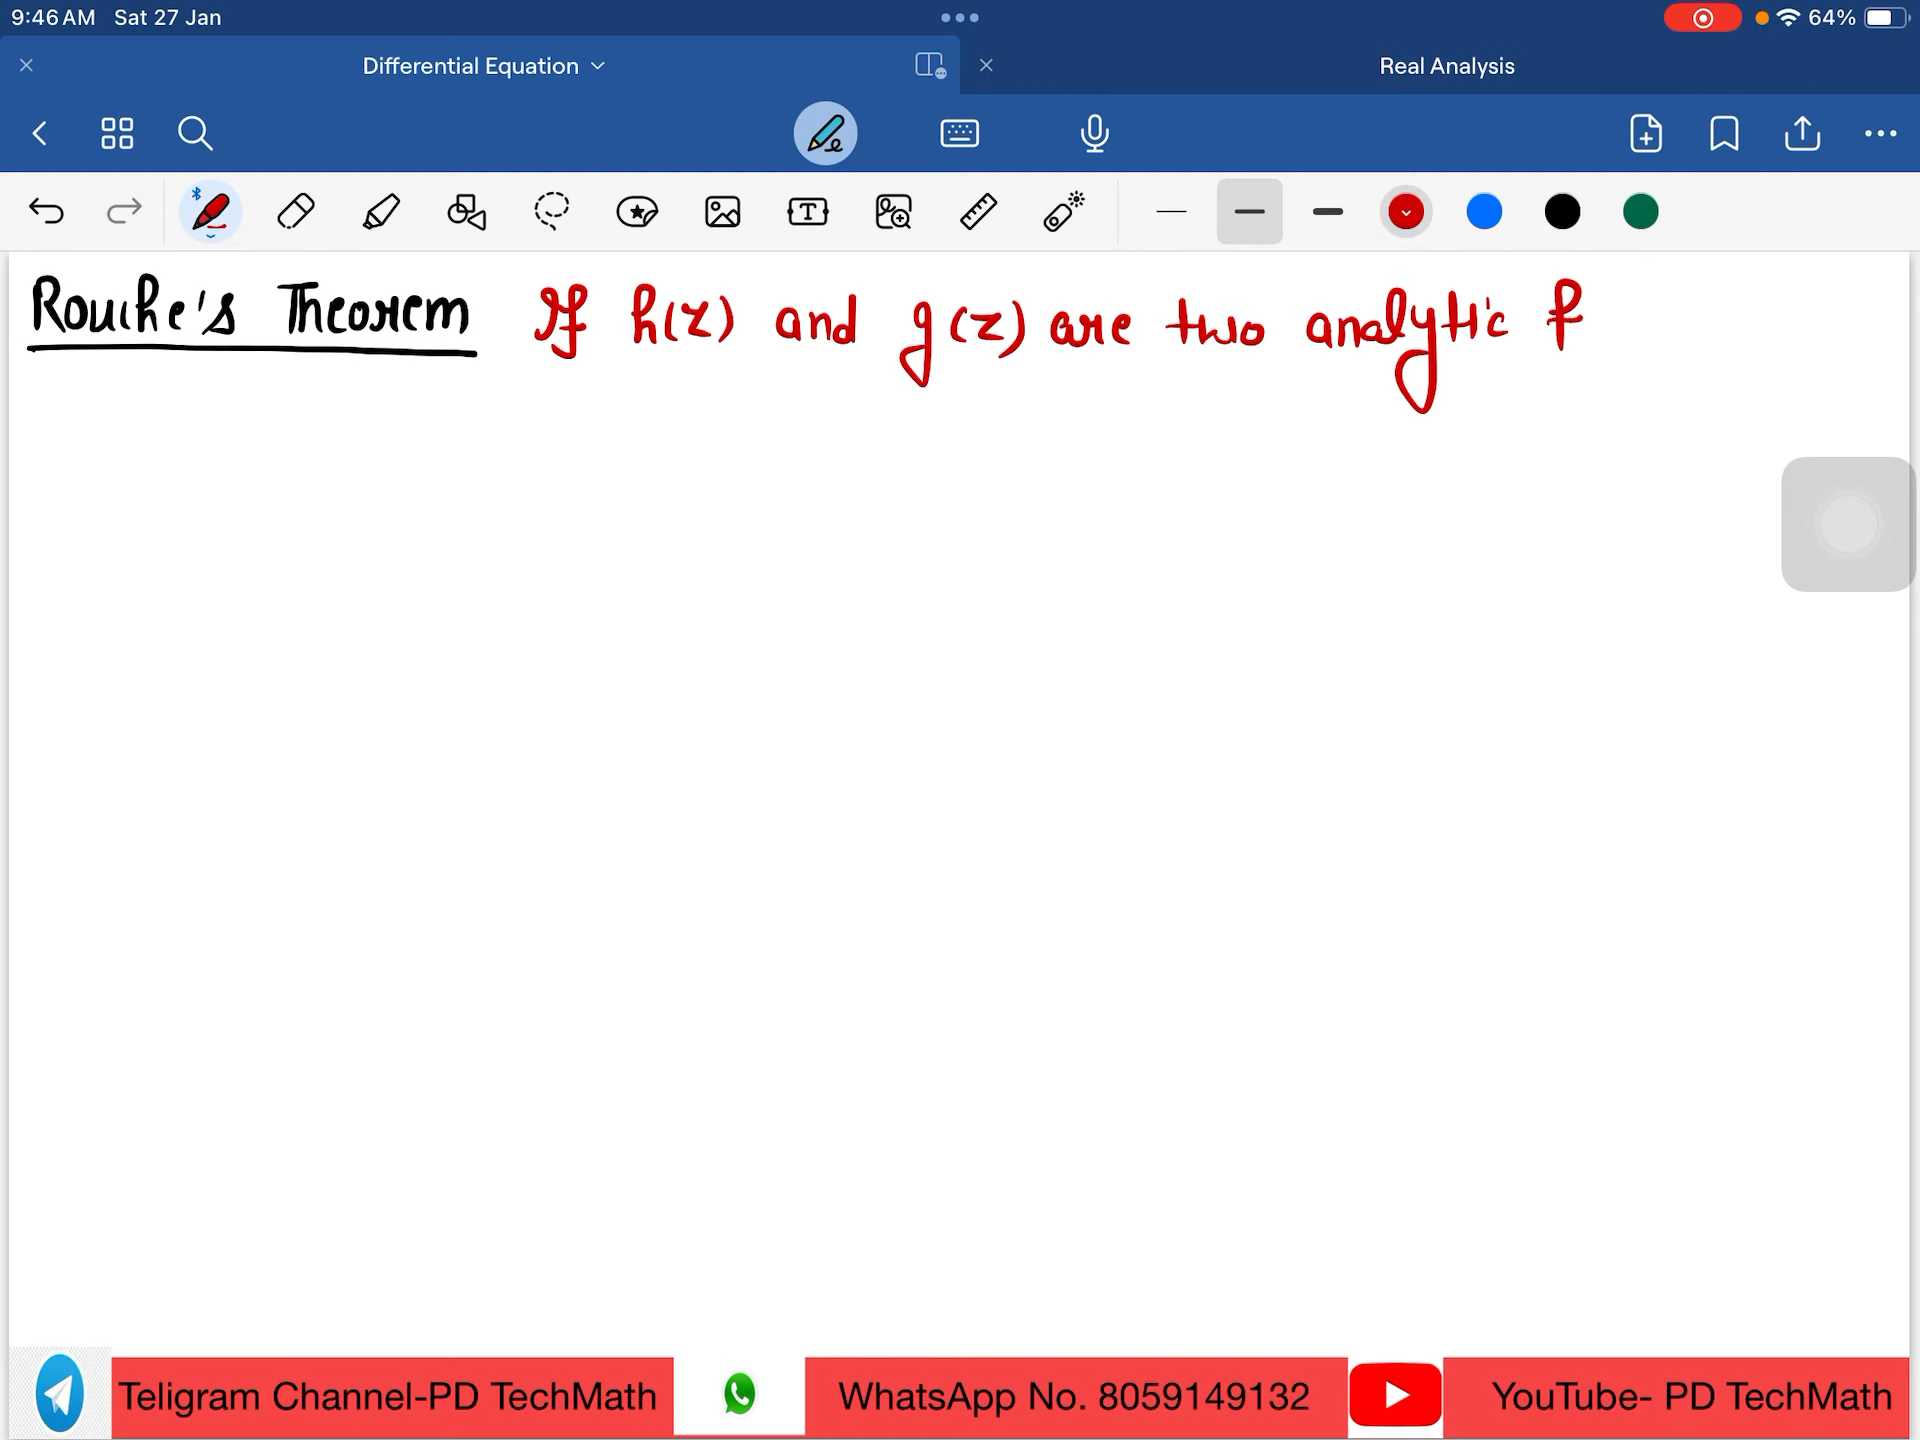 9:46 AM Sat 27 Jan
64%
Differential Equation
Real Analysis
Rouche's Theorem If h(z) and g(z) are two analytic f
Teligram Channel-PD TechMath
WhatsApp No. 8059149132
YouTube- PD TechMath